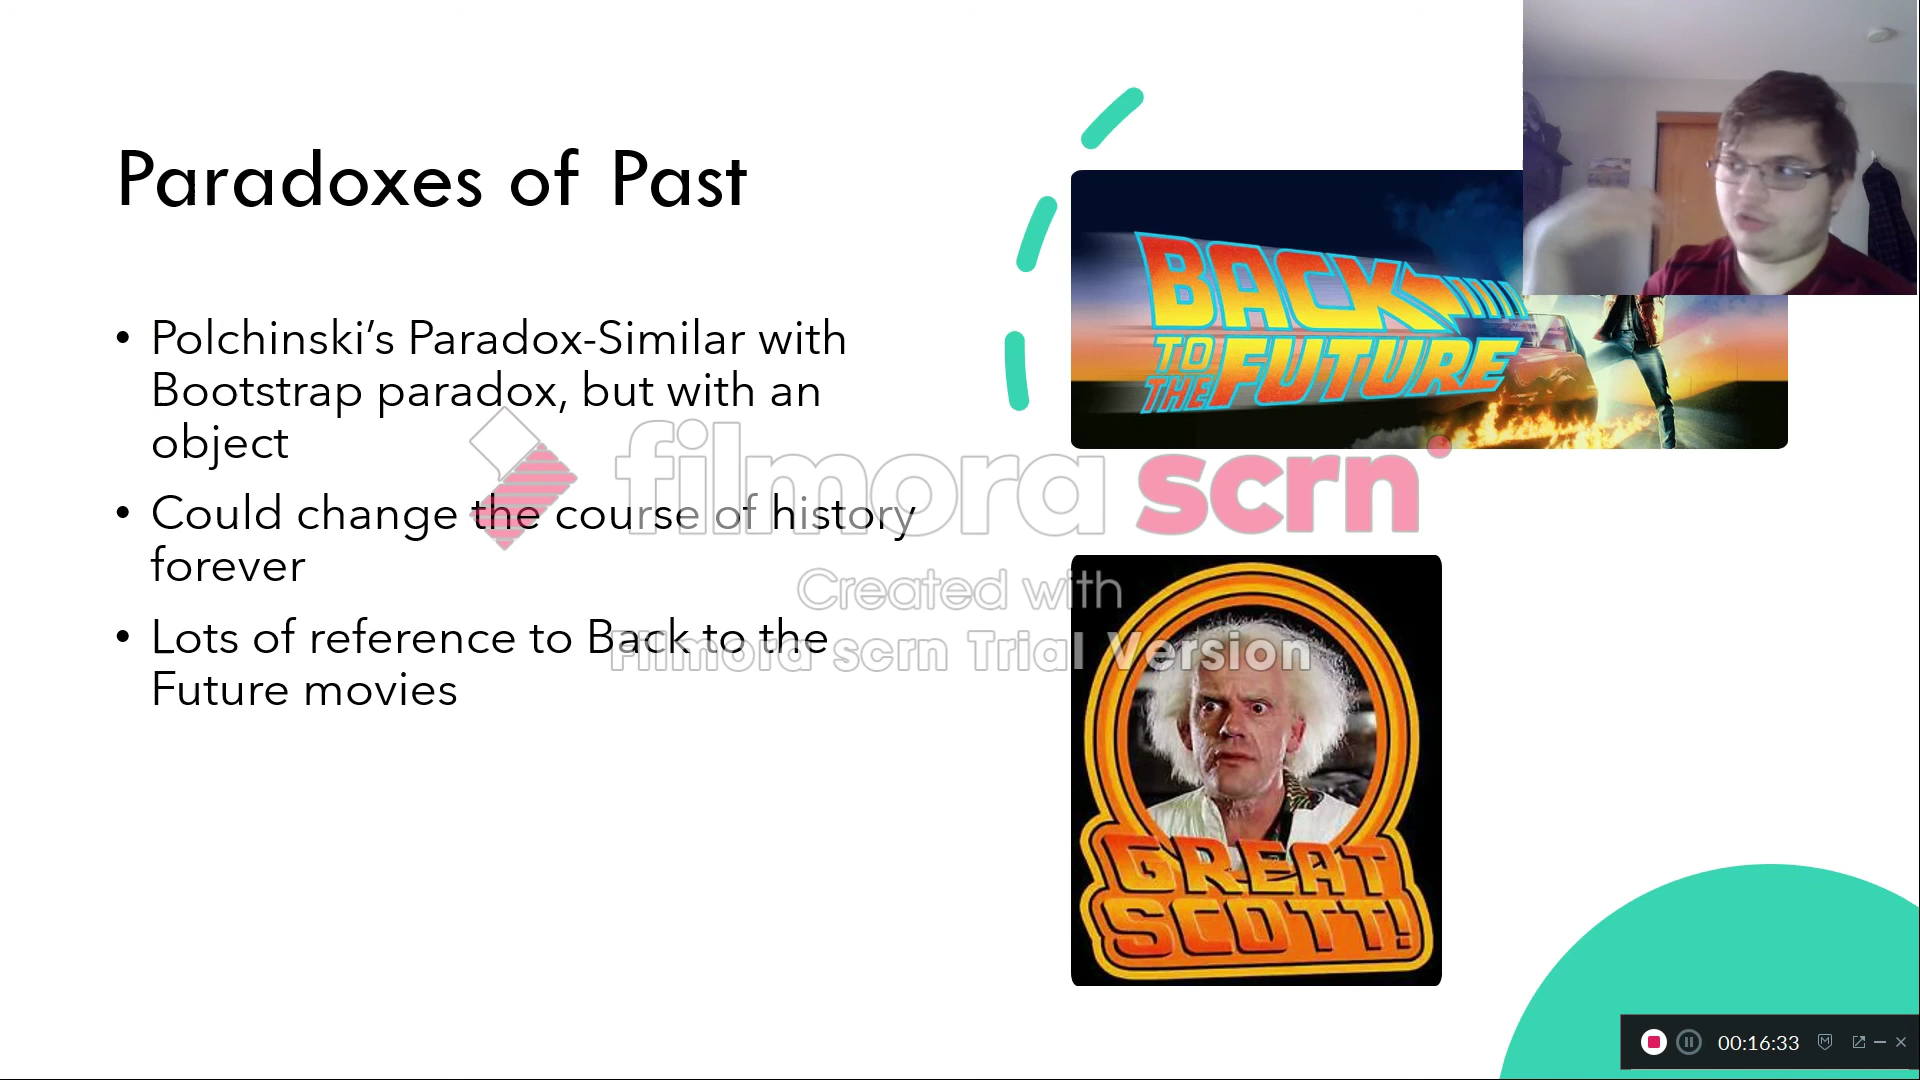 Paradoxes of Past
• Polchinski’s Paradox-Similar with
Bootstrap paradox, but with an
object
• Could change the course of history
forever
• Lots of reference to Back to the
Future movies
BACK
TO
THE FUTURE
filmora scrn
Created with
Filmora scrn Trial Version
GREAT
SCOTT!
00:16:33